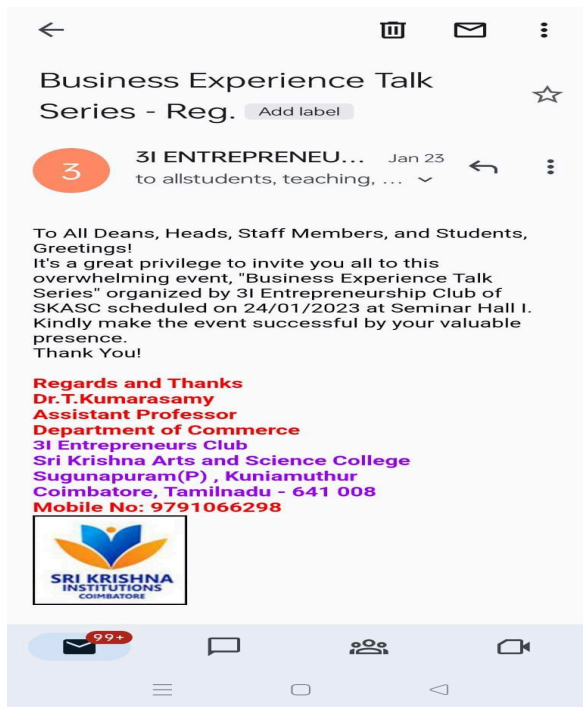 Business Experience Talk
Series - Reg. Add label
3
3I ENTREPRENEU... Jan 23
to allstudents, teaching, ...
To All Deans, Heads, Staff Members, and Students,
Greetings!
It's a great privilege to invite you all to this
overwhelming event, "Business Experience Talk
Series" organized by 3I Entrepreneurship Club of
SKASC scheduled on 24/01/2023 at Seminar Hall I.
Kindly make the event successful by your valuable
presence.
Thank You!
Regards and Thanks
Dr.T.Kumarasamy
Assistant Professor
Department of Commerce
3I Entrepreneurs Club
Sri Krishna Arts and Science College
Sugunapuram(P) , Kuniamuthur
Coimbatore, Tamilnadu - 641 008
Mobile No: 9791066298
SRI KRISHNA
INSTITUTIONS
COIMBATORE
99+